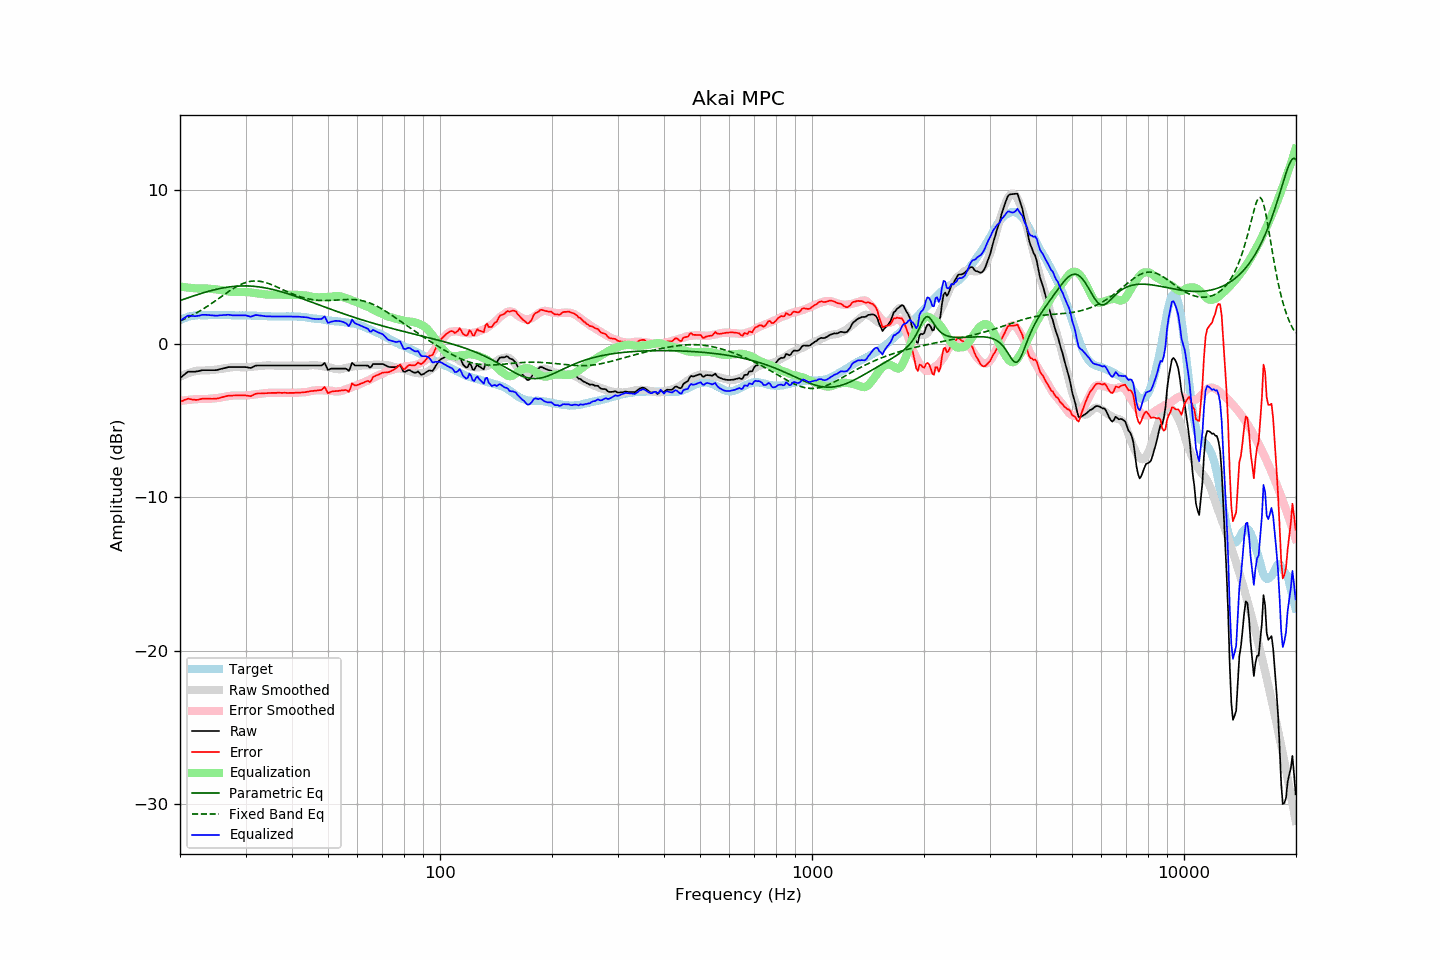 Akai MPC
10
0
−10
−20
−30
Amplitude (dBr)
Target
Raw Smoothed
Error Smoothed
Raw
Error
Equalization
Parametric Eq
Fixed Band Eq
Equalized
100
1000
10000
Frequency (Hz)